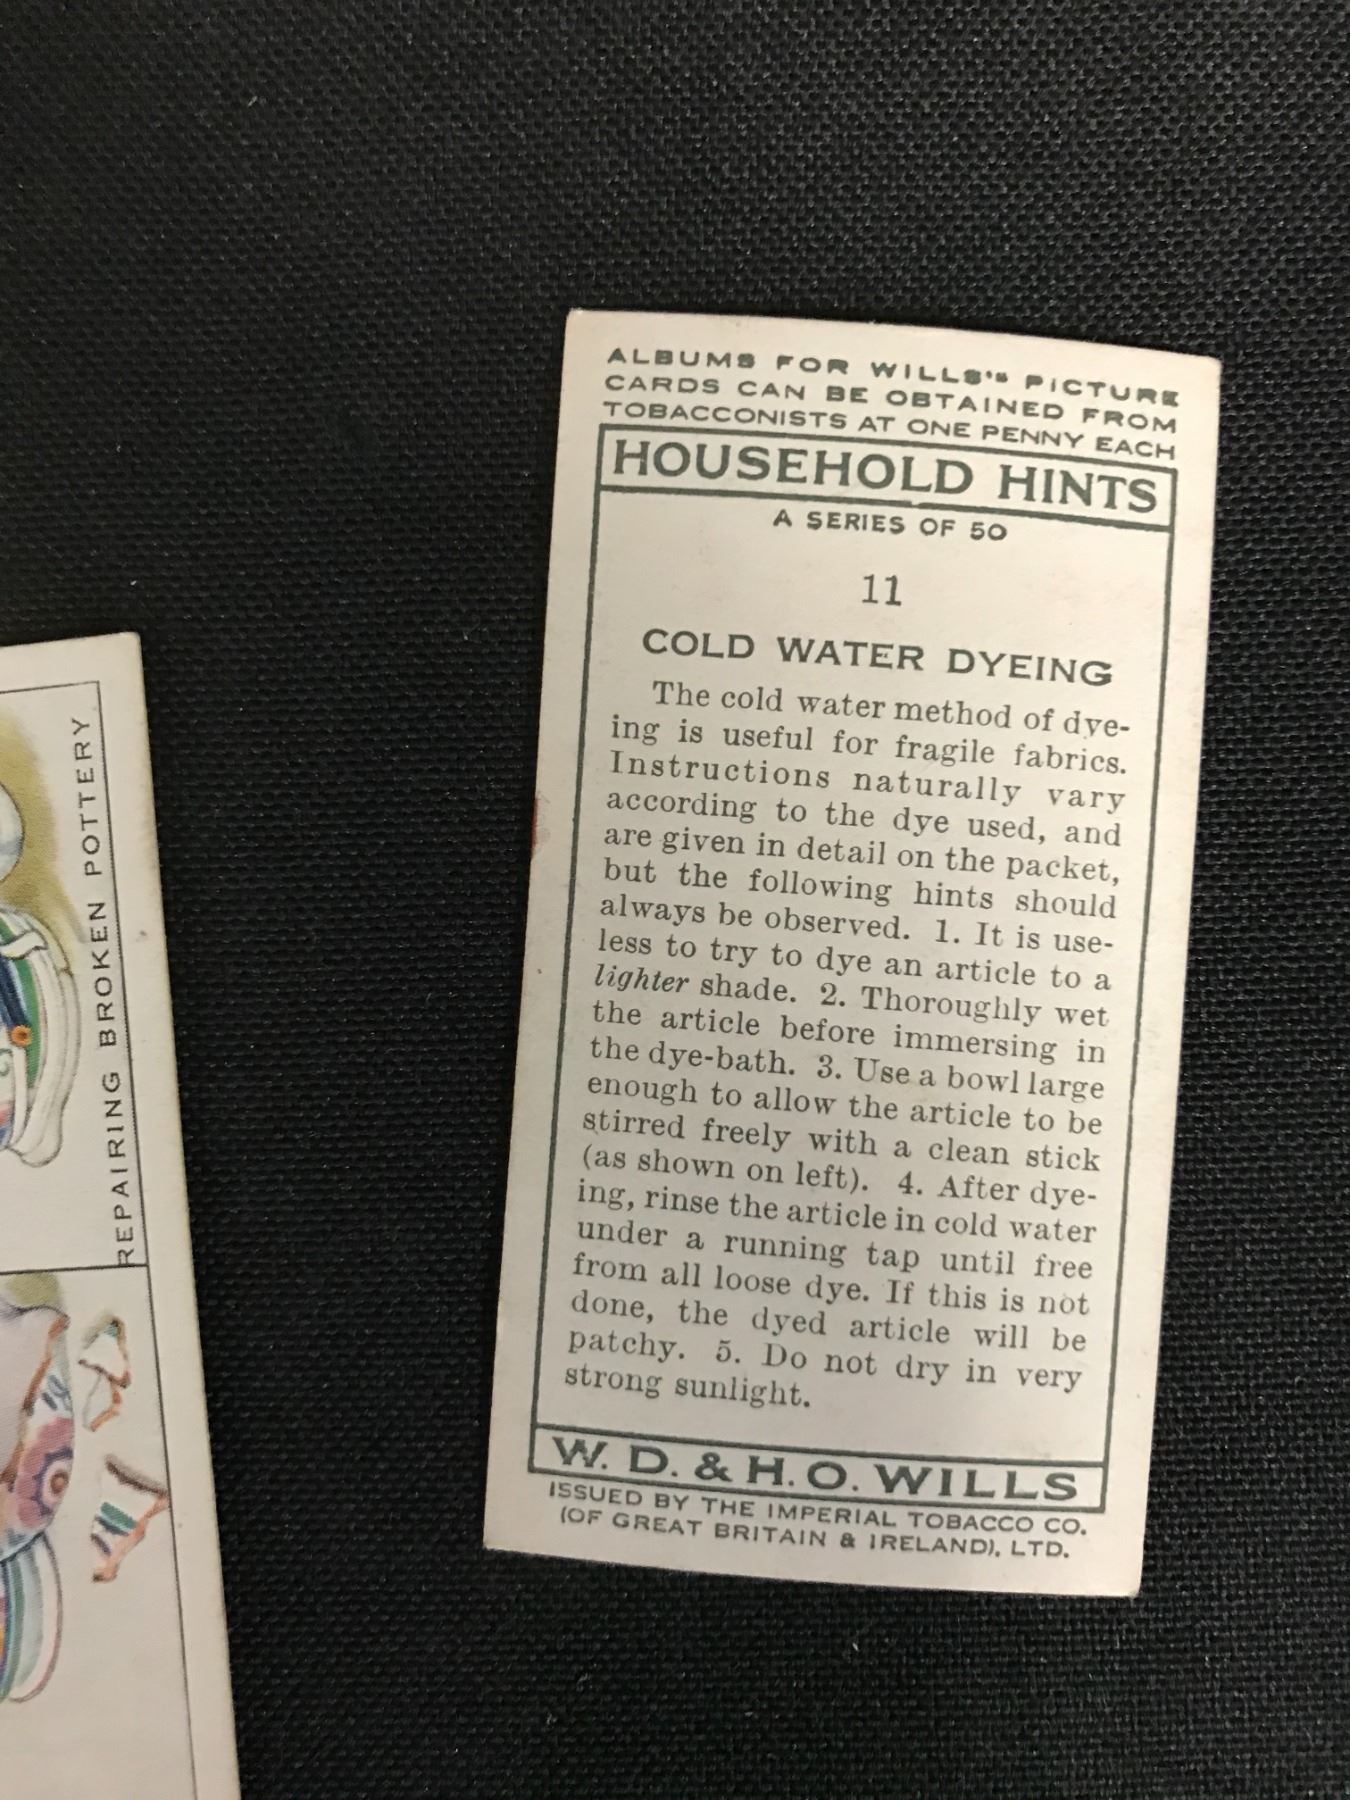 ALBUMS FOR WILLS'S PICTURE
CARDS CAN BE OBTAINED FROM
TOBACCONISTS AT ONE PENNY EACH
HOUSEHOLD HINTS
A SERIES OF 50
11
COLD WATER DYEING
The cold water method of dye-
ing is useful for fragile fabrics.
Instructions naturally vary
according to the dye used, and
are given in detail on the packet,
but the following hints should
always be observed. 1. It is use-
less to try to dye an article to a
lighter shade. 2. Thoroughly wet
the article before immersing in
the dye-bath. 3. Use a bowl large
enough to allow the article to be
stirred freely with a clean stick
(as shown on left). 4. After dye-
ing, rinse the article in cold water
under a running tap until free
from all loose dye. If this is not
done, the dyed article will be
patchy. 5. Do not dry in very
strong sunlight.
W. D. & H. O. WILLS
ISSUED BY THE IMPERIAL TOBACCO CO.
(OF GREAT BRITAIN & IRELAND), LTD.
REPAIRING BROKEN POTTERY